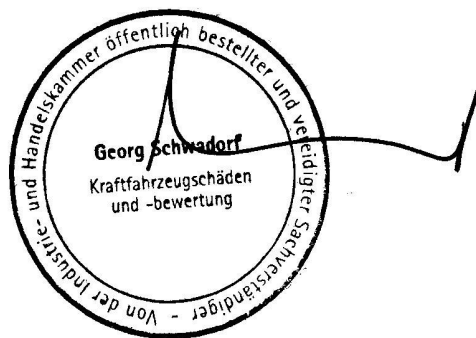 Von der Industrie- und Handelskammer öffentlich bestellter und vereidigter Sachverständiger -
Georg Schwadorf
Kraftfahrzeugschäden
und -bewertung